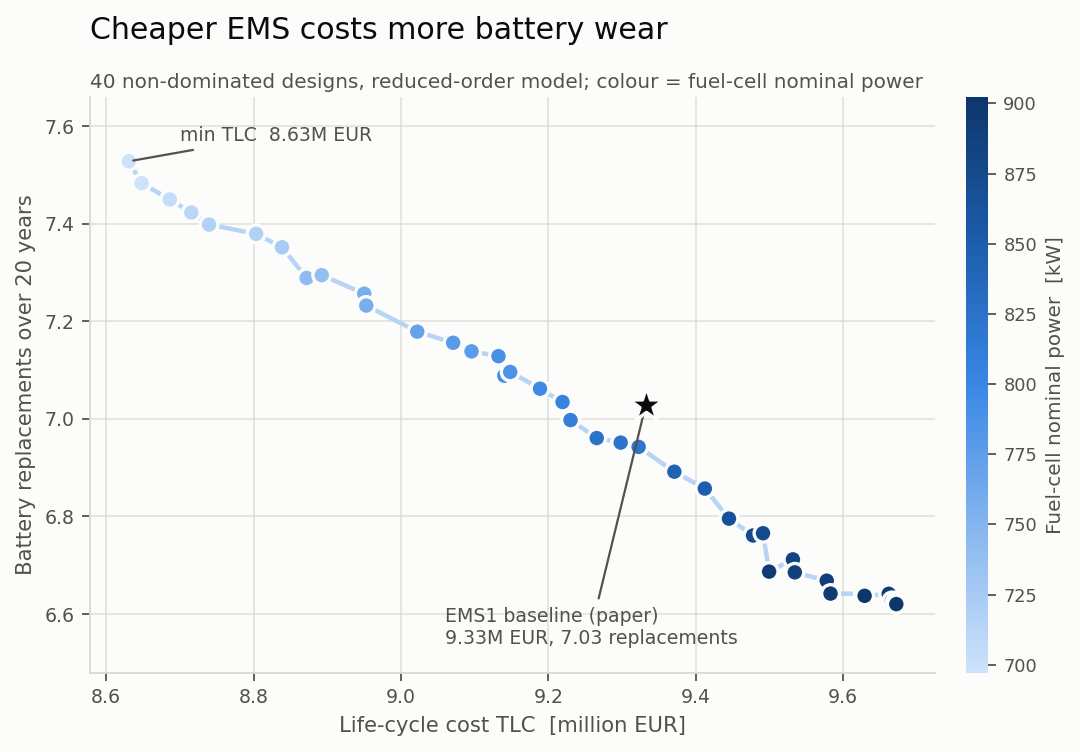 Cheaper EMS costs more battery wear
40 non-dominated designs, reduced-order model; colour = fuel-cell nominal power
min TLC  8.63M EUR
EMS1 baseline (paper)
9.33M EUR, 7.03 replacements
Battery replacements over 20 years
7.6
7.4
7.2
7.0
6.8
6.6
8.6
8.8
9.0
9.2
9.4
9.6
Life-cycle cost TLC  [million EUR]
900
875
850
825
800
775
750
725
700
Fuel-cell nominal power  [kW]